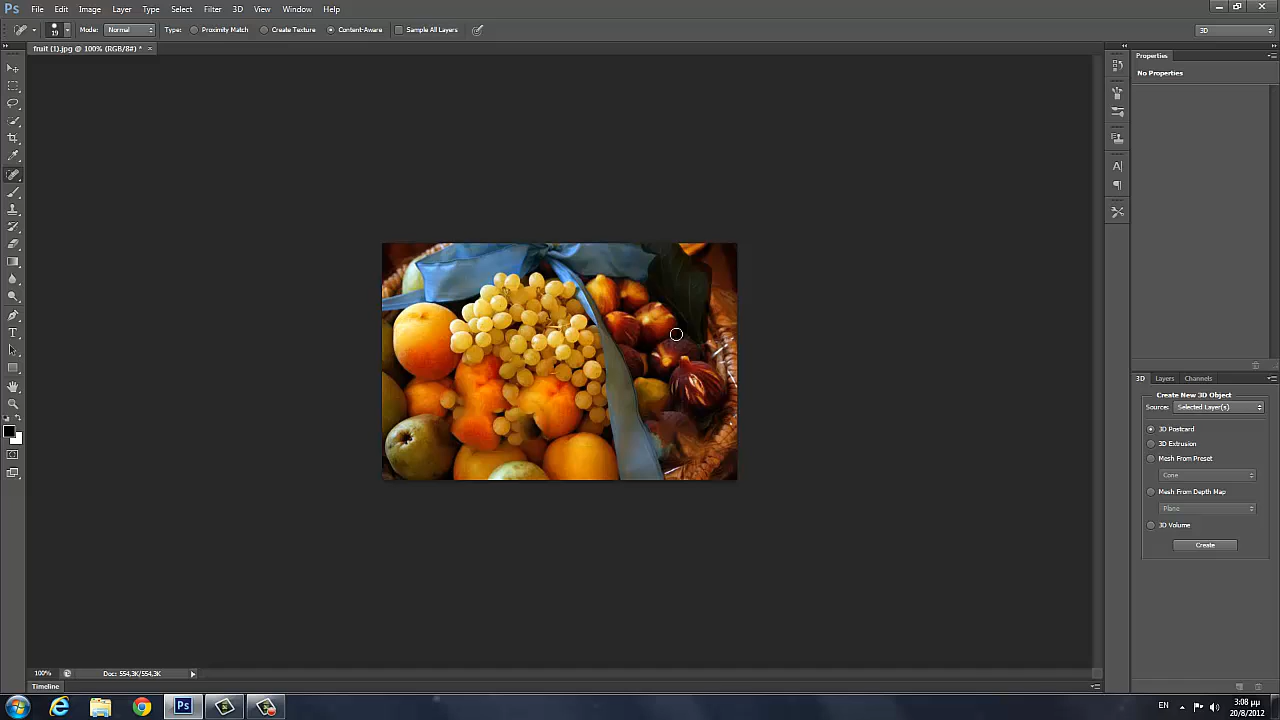 Ps File Edit Image Layer Type Select Filter 3D View Window Help
19 Mode: Normal Type: Proximity Match Create Texture Content-Aware Sample All Layers 3D
fruit (1).jpg @ 100% (RGB/8#) * ×
Properties
No Properties
3D Layers Channels
Create New 3D Object
Source: Selected Layer(s)
3D Postcard
3D Extrusion
Mesh From Preset
Cone
Mesh From Depth Map
Plane
3D Volume
Create
100% Doc: 554,3K/554,3K
Timeline
Ps EN 3:08 μμ
20/8/2012